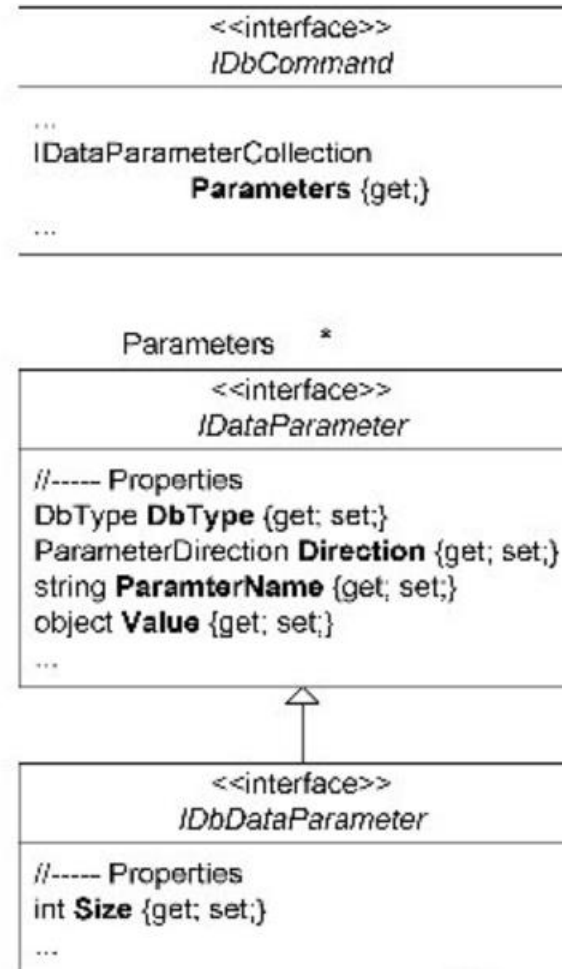 <<interface>>
IDbCommand
...
IDataParameterCollection
Parameters {get;}
...
Parameters *
<<interface>>
IDataParameter
//----- Properties
DbType DbType {get; set;}
ParameterDirection Direction {get; set;}
string ParamterName {get; set;}
object Value {get; set;}
...
<<interface>>
IDbDataParameter
//----- Properties
int Size {get; set;}
...